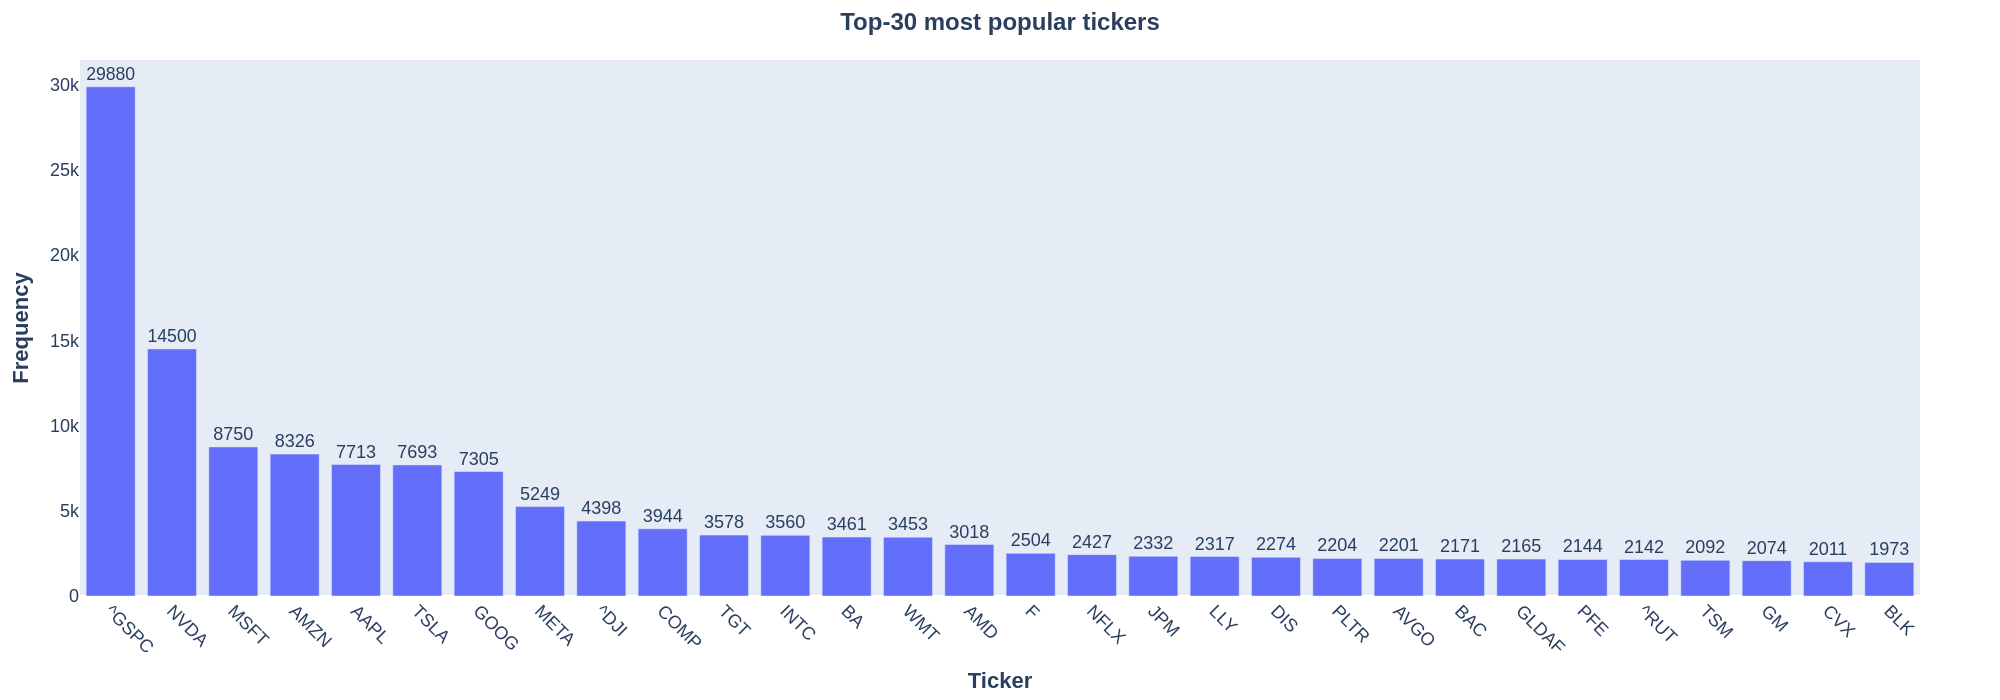 Top-30 most popular tickers
Frequency
30k
25k
20k
15k
10k
5k
0
29880
14500
8750
8326
7713
7693
7305
5249
4398
3944
3578
3560
3461
3453
3018
2504
2427
2332
2317
2274
2204
2201
2171
2165
2144
2142
2092
2074
2011
1973
^GSPC
NVDA
MSFT
AMZN
AAPL
TSLA
GOOG
META
^DJI
COMP
TGT
INTC
BA
WMT
AMD
F
NFLX
JPM
LLY
DIS
PLTR
AVGO
BAC
GLDAF
PFE
^RUT
TSM
GM
CVX
BLK
Ticker